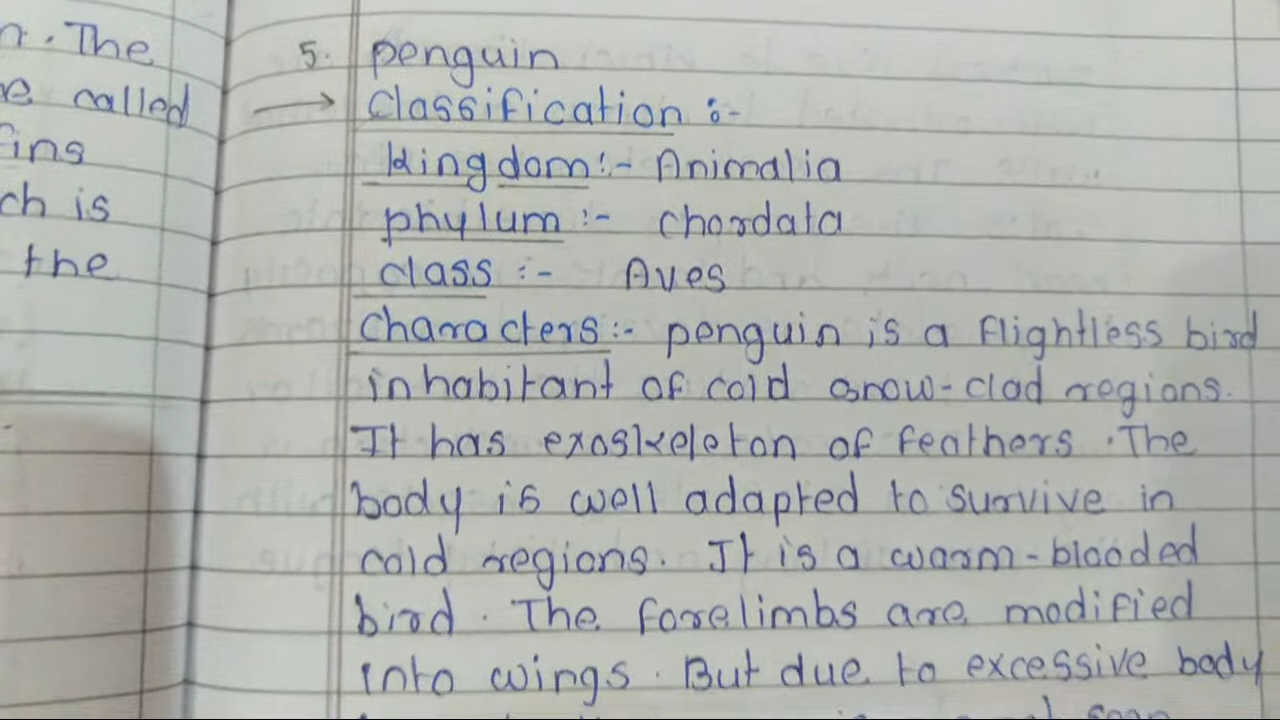 n. The
e called
ins
ch is
the
5. penguin
→ classification :-
kingdom :- Animalia
phylum :- chordata
class :- Aves
characters :- penguin is a flightless bird
inhabitant of cold snow-clad regions.
It has exoskeleton of feathers. The
body is well adapted to survive in
cold regions. It is a warm-blooded
bird. The forelimbs are modified
into wings. But due to excessive body